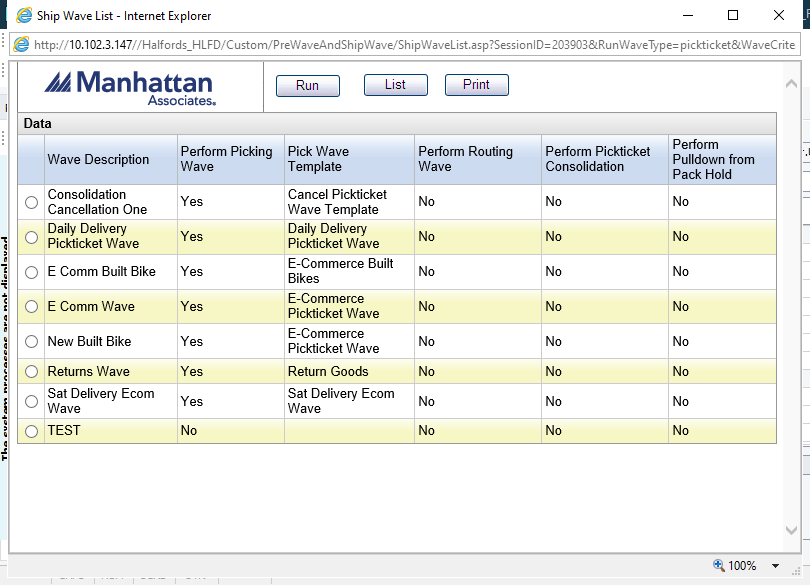 Ship Wave List - Internet Explorer
http://10.102.3.147//Halfords_HLFD/Custom/PreWaveAndShipWave/ShipWaveList.asp?SessionID=203903&RunWaveType=pickticket&WaveCrite
Manhattan
Associates.
Run List Print
Data
Wave Description
Perform Picking
Wave
Pick Wave
Template
Perform Routing
Wave
Perform Pickticket
Consolidation
Perform
Pulldown from
Pack Hold
Consolidation
Cancellation One
Yes
Cancel Pickticket
Wave Template
No
No
No
Daily Delivery
Pickticket Wave
Yes
Daily Delivery
Pickticket Wave
No
No
No
E Comm Built Bike
Yes
E-Commerce Built
Bikes
No
No
No
E Comm Wave
Yes
E-Commerce
Pickticket Wave
No
No
No
New Built Bike
Yes
E-Commerce
Pickticket Wave
No
No
No
Returns Wave
Yes
Return Goods
No
No
No
Sat Delivery Ecom
Wave
Yes
Sat Delivery Ecom
Wave
No
No
No
TEST
No
No
No
No
100%